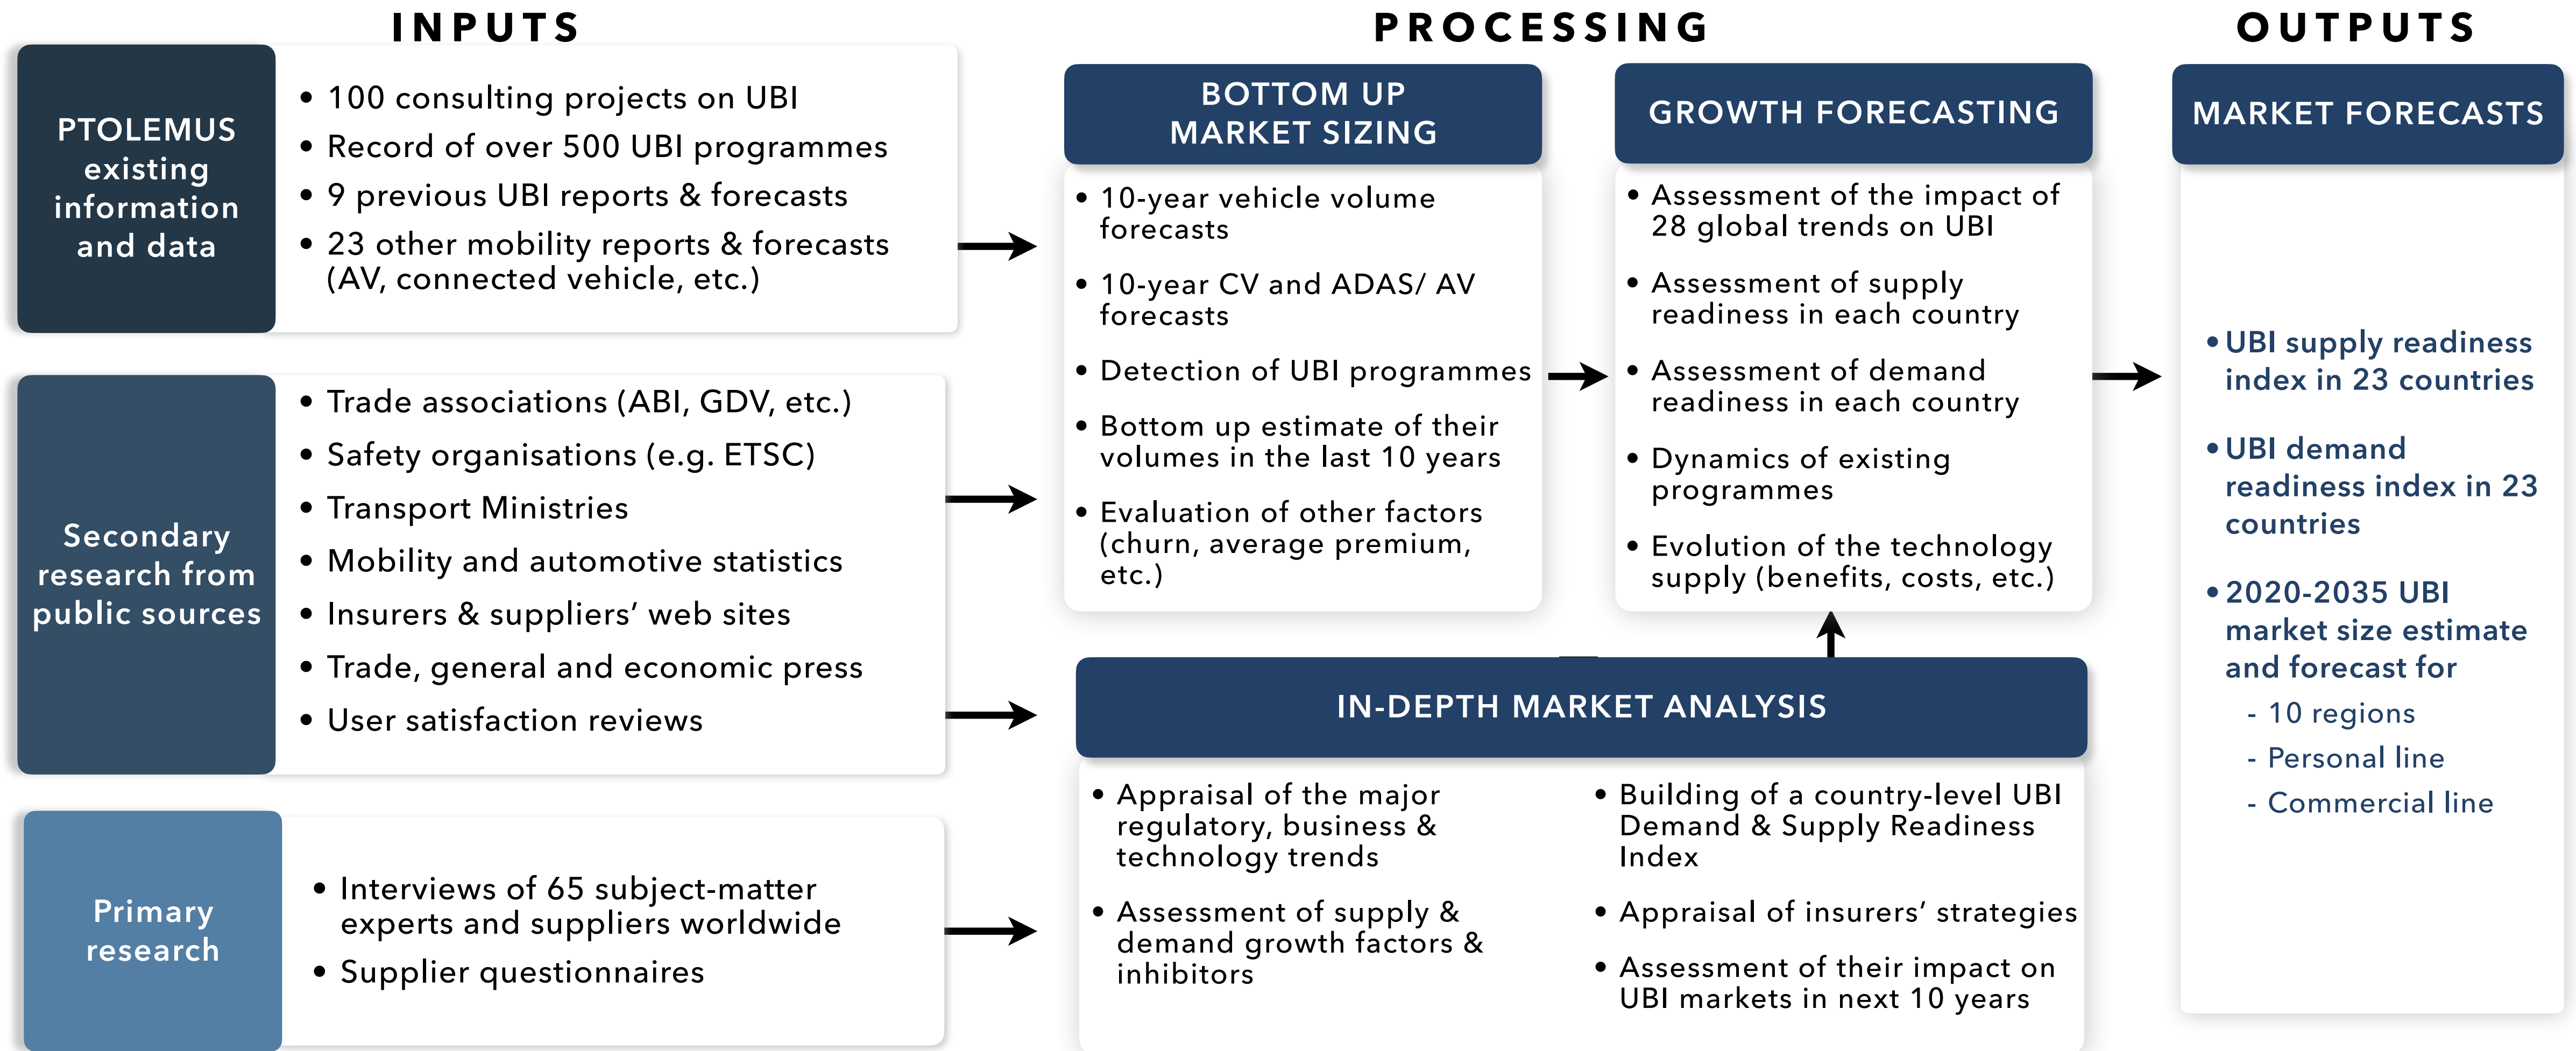 INPUTS
PTOLEMUS
existing
information
and data
• 100 consulting projects on UBI
• Record of over 500 UBI programmes
• 9 previous UBI reports & forecasts
• 23 other mobility reports & forecasts
(AV, connected vehicle, etc.)
Secondary
research from
public sources
• Trade associations (ABI, GDV, etc.)
• Safety organisations (e.g. ETSC)
• Transport Ministries
• Mobility and automotive statistics
• Insurers & suppliers’ web sites
• Trade, general and economic press
• User satisfaction reviews
Primary
research
• Interviews of 65 subject-matter
experts and suppliers worldwide
• Supplier questionnaires
PROCESSING
BOTTOM UP
MARKET SIZING
• 10-year vehicle volume
forecasts
• 10-year CV and ADAS/ AV
forecasts
• Detection of UBI programmes
• Bottom up estimate of their
volumes in the last 10 years
• Evaluation of other factors
(churn, average premium,
etc.)
GROWTH FORECASTING
• Assessment of the impact of
28 global trends on UBI
• Assessment of supply
readiness in each country
• Assessment of demand
readiness in each country
• Dynamics of existing
programmes
• Evolution of the technology
supply (benefits, costs, etc.)
IN-DEPTH MARKET ANALYSIS
• Appraisal of the major
regulatory, business &
technology trends
• Assessment of supply &
demand growth factors &
inhibitors
• Building of a country-level UBI
Demand & Supply Readiness
Index
• Appraisal of insurers’ strategies
• Assessment of their impact on
UBI markets in next 10 years
OUTPUTS
MARKET FORECASTS
• UBI supply readiness
index in 23 countries
• UBI demand
readiness index in 23
countries
• 2020-2035 UBI
market size estimate
and forecast for
- 10 regions
- Personal line
- Commercial line